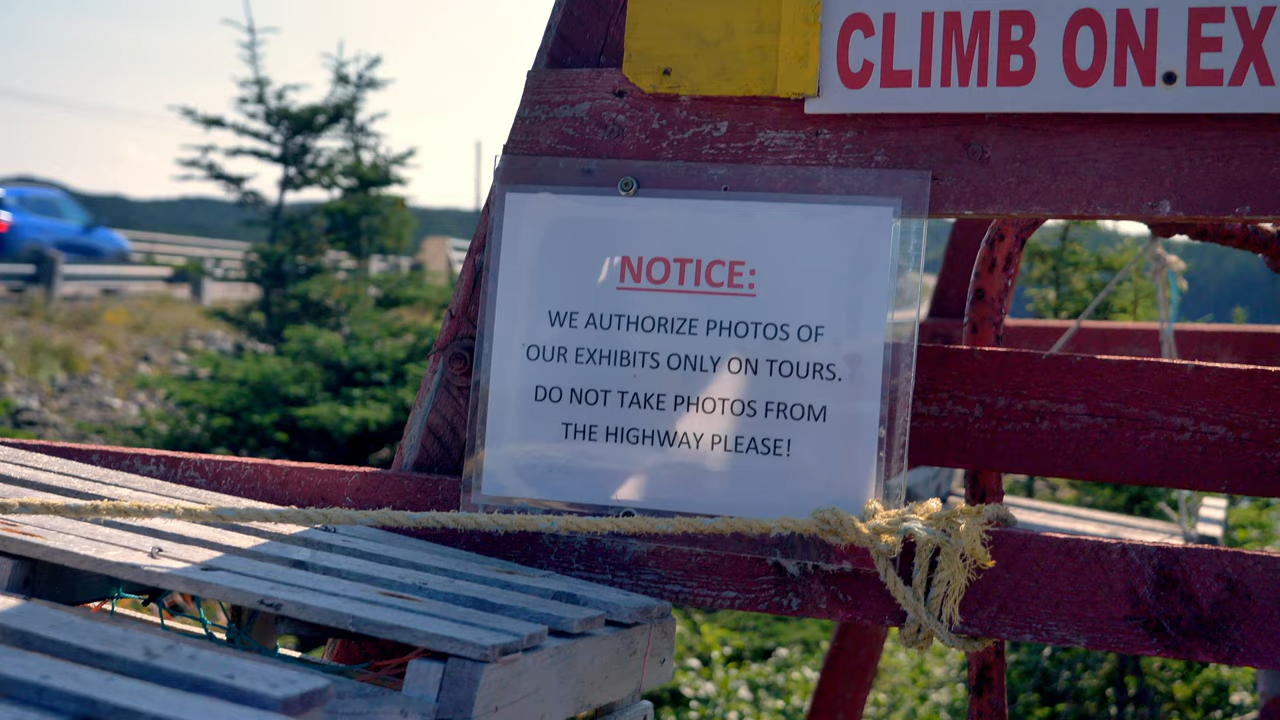 CLIMB ON EX
NOTICE:
WE AUTHORIZE PHOTOS OF
OUR EXHIBITS ONLY ON TOURS.
DO NOT TAKE PHOTOS FROM
THE HIGHWAY PLEASE!